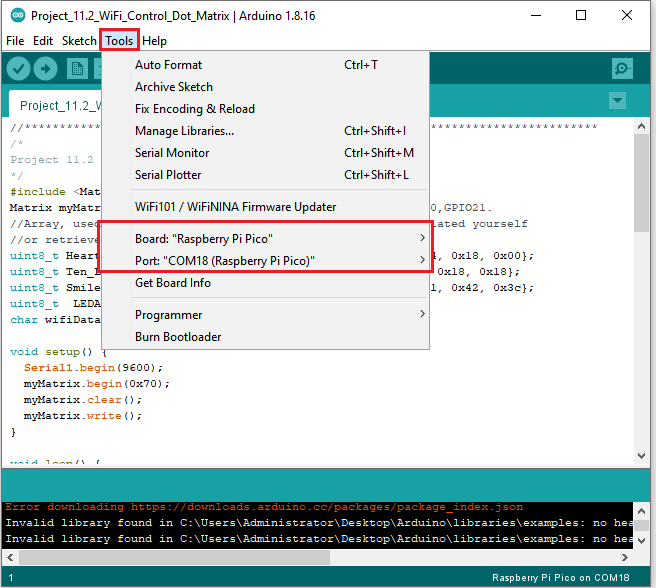 Project_11.2_WiFi_Control_Dot_Matrix | Arduino 1.8.16
File Edit Sketch Tools Help
Auto Format Ctrl+T
Archive Sketch
Fix Encoding & Reload
Manage Libraries... Ctrl+Shift+I
Serial Monitor Ctrl+Shift+M
Serial Plotter Ctrl+Shift+L
WiFi101 / WiFiNINA Firmware Updater
Board: "Raspberry Pi Pico"
Port: "COM18 (Raspberry Pi Pico)"
Get Board Info
Programmer
Burn Bootloader
Project_11.2_W
//************************************************************
/*
Project 11.2
*/
#include <Mat
Matrix myMatr 0,GPIO21.
//Array, used ated yourself
//or retrieve
uint8_t Heart , 0x18, 0x00};
uint8_t Ten_ 0x18, 0x18};
uint8_t Smile 1, 0x42, 0x3c};
uint8_t LEDA
char wifiData
void setup() {
Serial1.begin(9600);
myMatrix.begin(0x70);
myMatrix.clear();
myMatrix.write();
}
void loop() {
Error downloading https://downloads.arduino.cc/packages/package_index.json
Invalid library found in C:\Users\Administrator\Desktop\Arduino\libraries\examples: no hea
Invalid library found in C:\Users\Administrator\Desktop\Arduino\libraries\examples: no hea
1 Raspberry Pi Pico on COM18